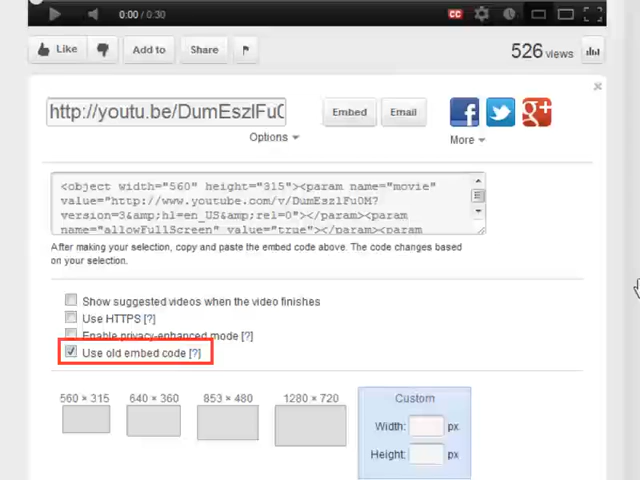 0:00 / 0:30
CC
Like
Add to
Share
526 views
http://youtu.be/DumEszlFu0
Embed
Email
f
g+
Options
More
<object width="560" height="315"><param name="movie"
value="http://www.youtube.com/v/DumEszlFu0M?
version=3&amp;hl=en_US&amp;rel=0"></param><param
name="allowFullScreen" value="true"></param><param
After making your selection, copy and paste the embed code above. The code changes based
on your selection.
Show suggested videos when the video finishes
Use HTTPS [?]
Enable privacy-enhanced mode [?]
Use old embed code [?]
560 × 315
640 × 360
853 × 480
1280 × 720
Custom
Width: px
Height: px